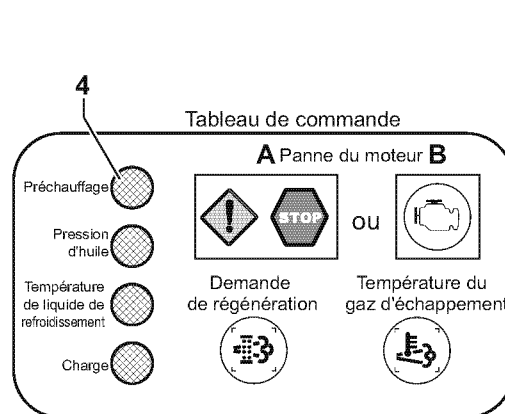 4
Tableau de commande
A Panne du moteur B
Préchauffage
STOP
ou
Pression
d'huile
Température
de liquide de
refroidissement
Demande
de régénération
Température du
gaz d'échappement
Charge